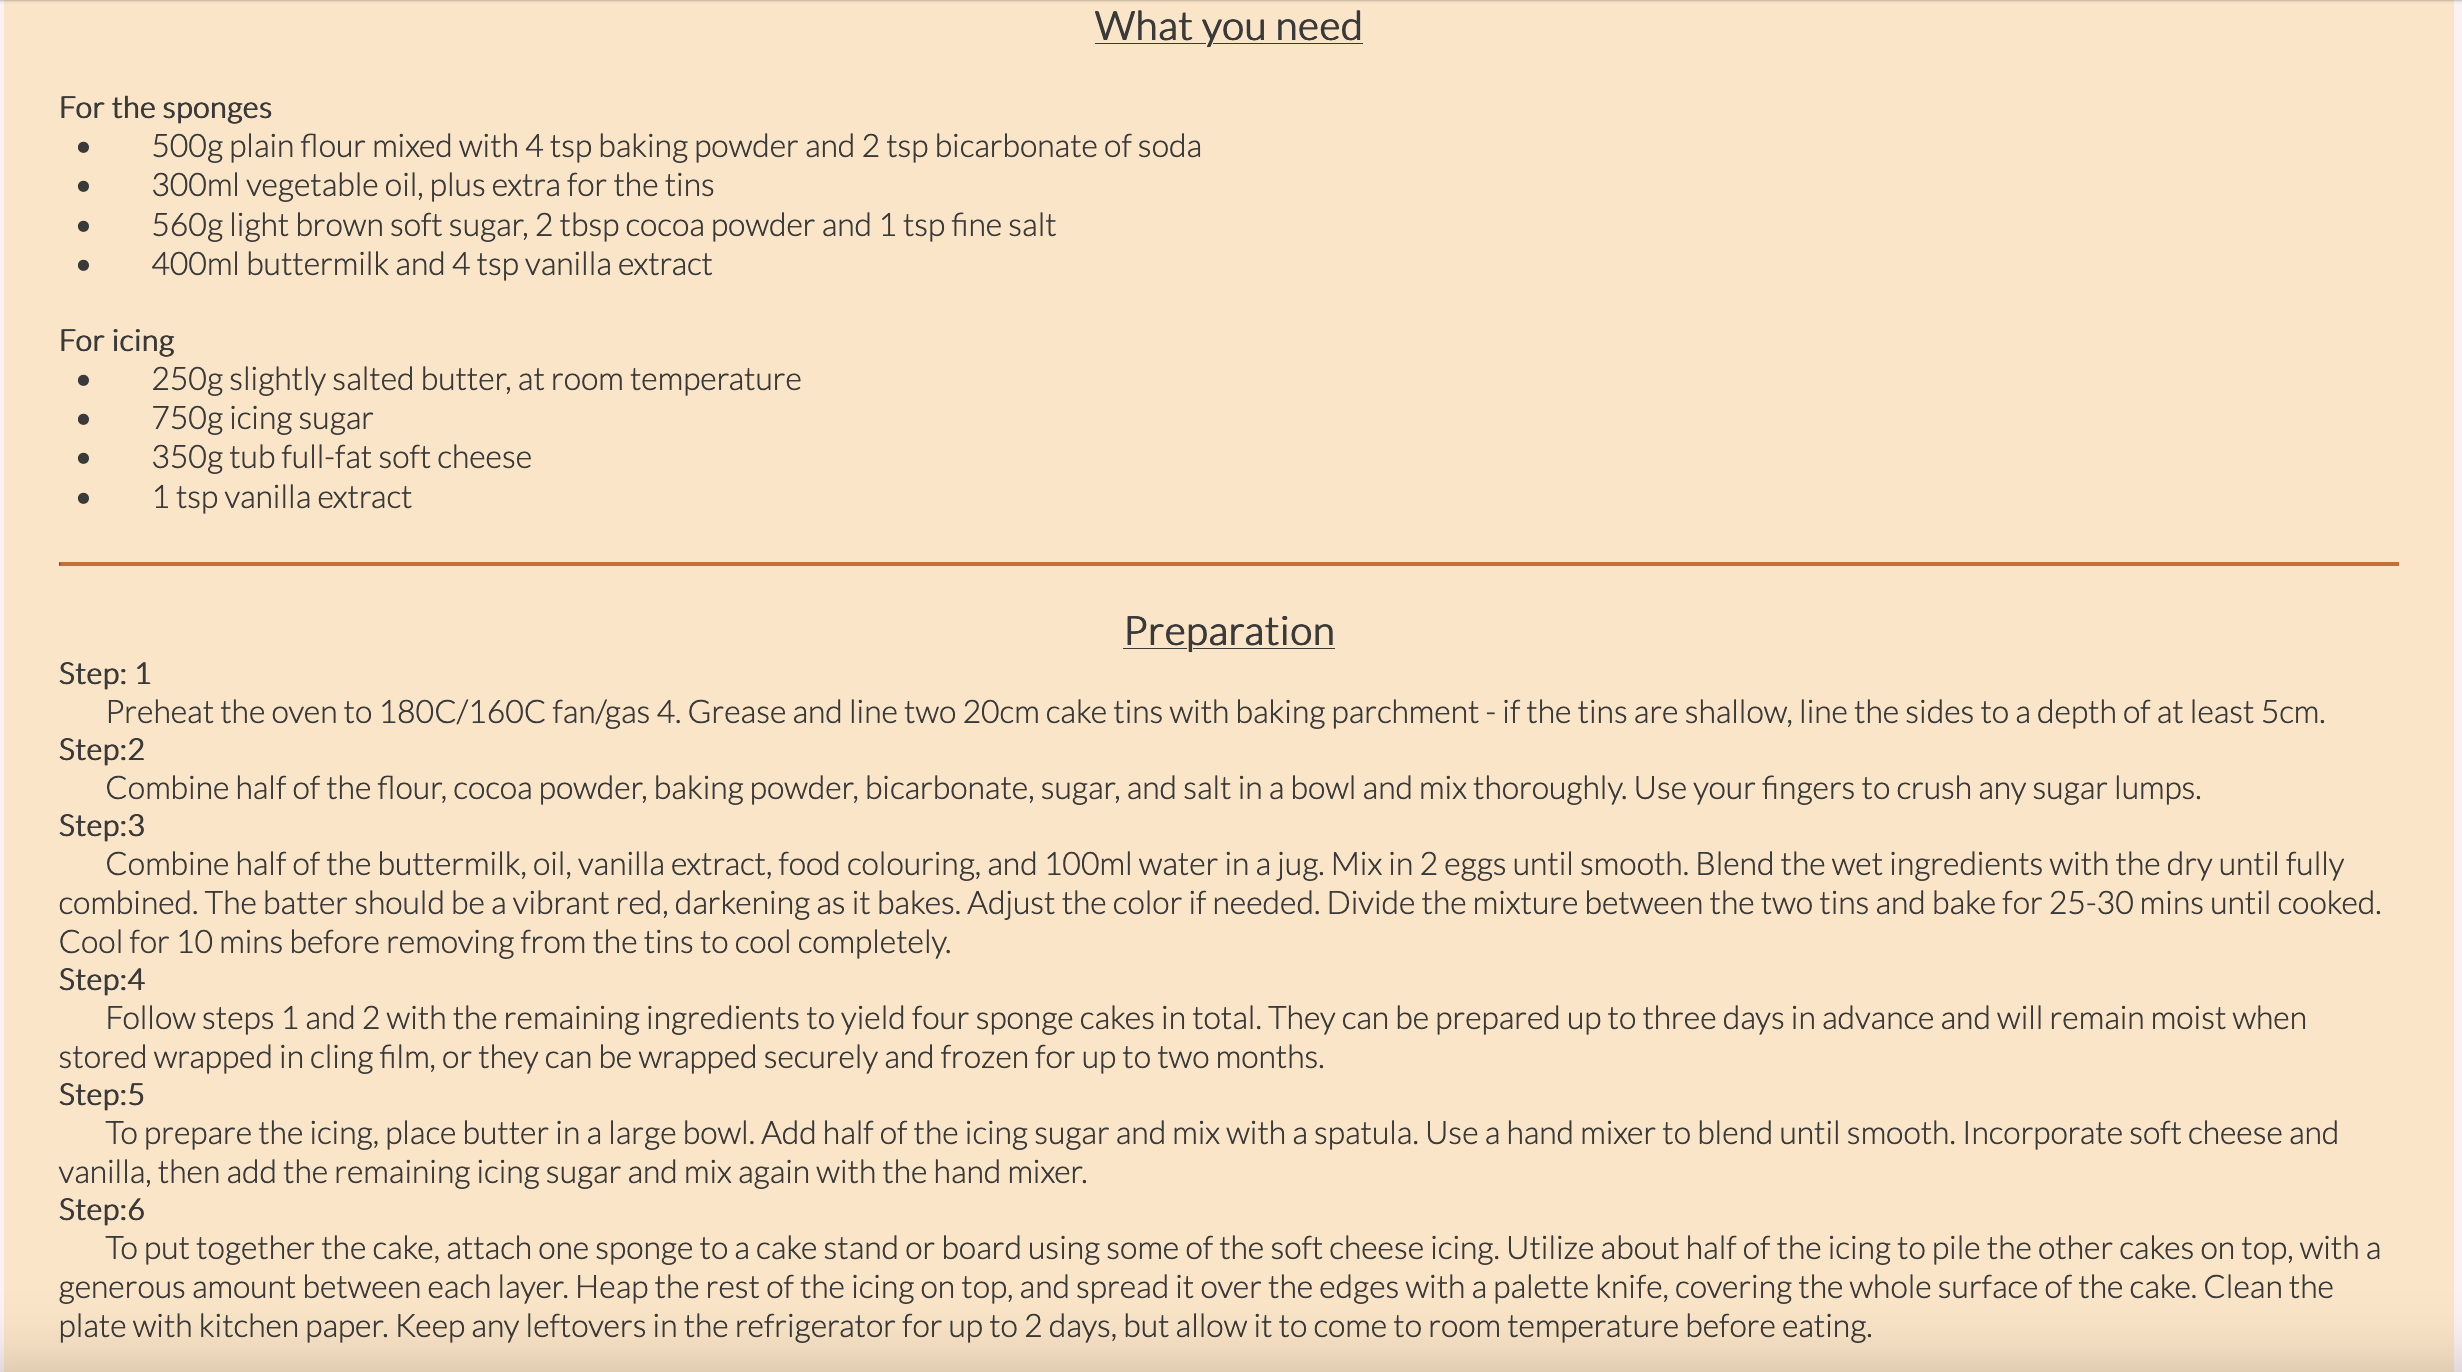 What you need
For the sponges
• 500g plain flour mixed with 4 tsp baking powder and 2 tsp bicarbonate of soda
• 300ml vegetable oil, plus extra for the tins
• 560g light brown soft sugar, 2 tbsp cocoa powder and 1 tsp fine salt
• 400ml buttermilk and 4 tsp vanilla extract
For icing
• 250g slightly salted butter, at room temperature
• 750g icing sugar
• 350g tub full-fat soft cheese
• 1 tsp vanilla extract
Preparation
Step: 1
Preheat the oven to 180C/160C fan/gas 4. Grease and line two 20cm cake tins with baking parchment - if the tins are shallow, line the sides to a depth of at least 5cm.
Step:2
Combine half of the flour, cocoa powder, baking powder, bicarbonate, sugar, and salt in a bowl and mix thoroughly. Use your fingers to crush any sugar lumps.
Step:3
Combine half of the buttermilk, oil, vanilla extract, food colouring, and 100ml water in a jug. Mix in 2 eggs until smooth. Blend the wet ingredients with the dry until fully
combined. The batter should be a vibrant red, darkening as it bakes. Adjust the color if needed. Divide the mixture between the two tins and bake for 25-30 mins until cooked.
Cool for 10 mins before removing from the tins to cool completely.
Step:4
Follow steps 1 and 2 with the remaining ingredients to yield four sponge cakes in total. They can be prepared up to three days in advance and will remain moist when
stored wrapped in cling film, or they can be wrapped securely and frozen for up to two months.
Step:5
To prepare the icing, place butter in a large bowl. Add half of the icing sugar and mix with a spatula. Use a hand mixer to blend until smooth. Incorporate soft cheese and
vanilla, then add the remaining icing sugar and mix again with the hand mixer.
Step:6
To put together the cake, attach one sponge to a cake stand or board using some of the soft cheese icing. Utilize about half of the icing to pile the other cakes on top, with a
generous amount between each layer. Heap the rest of the icing on top, and spread it over the edges with a palette knife, covering the whole surface of the cake. Clean the
plate with kitchen paper. Keep any leftovers in the refrigerator for up to 2 days, but allow it to come to room temperature before eating.